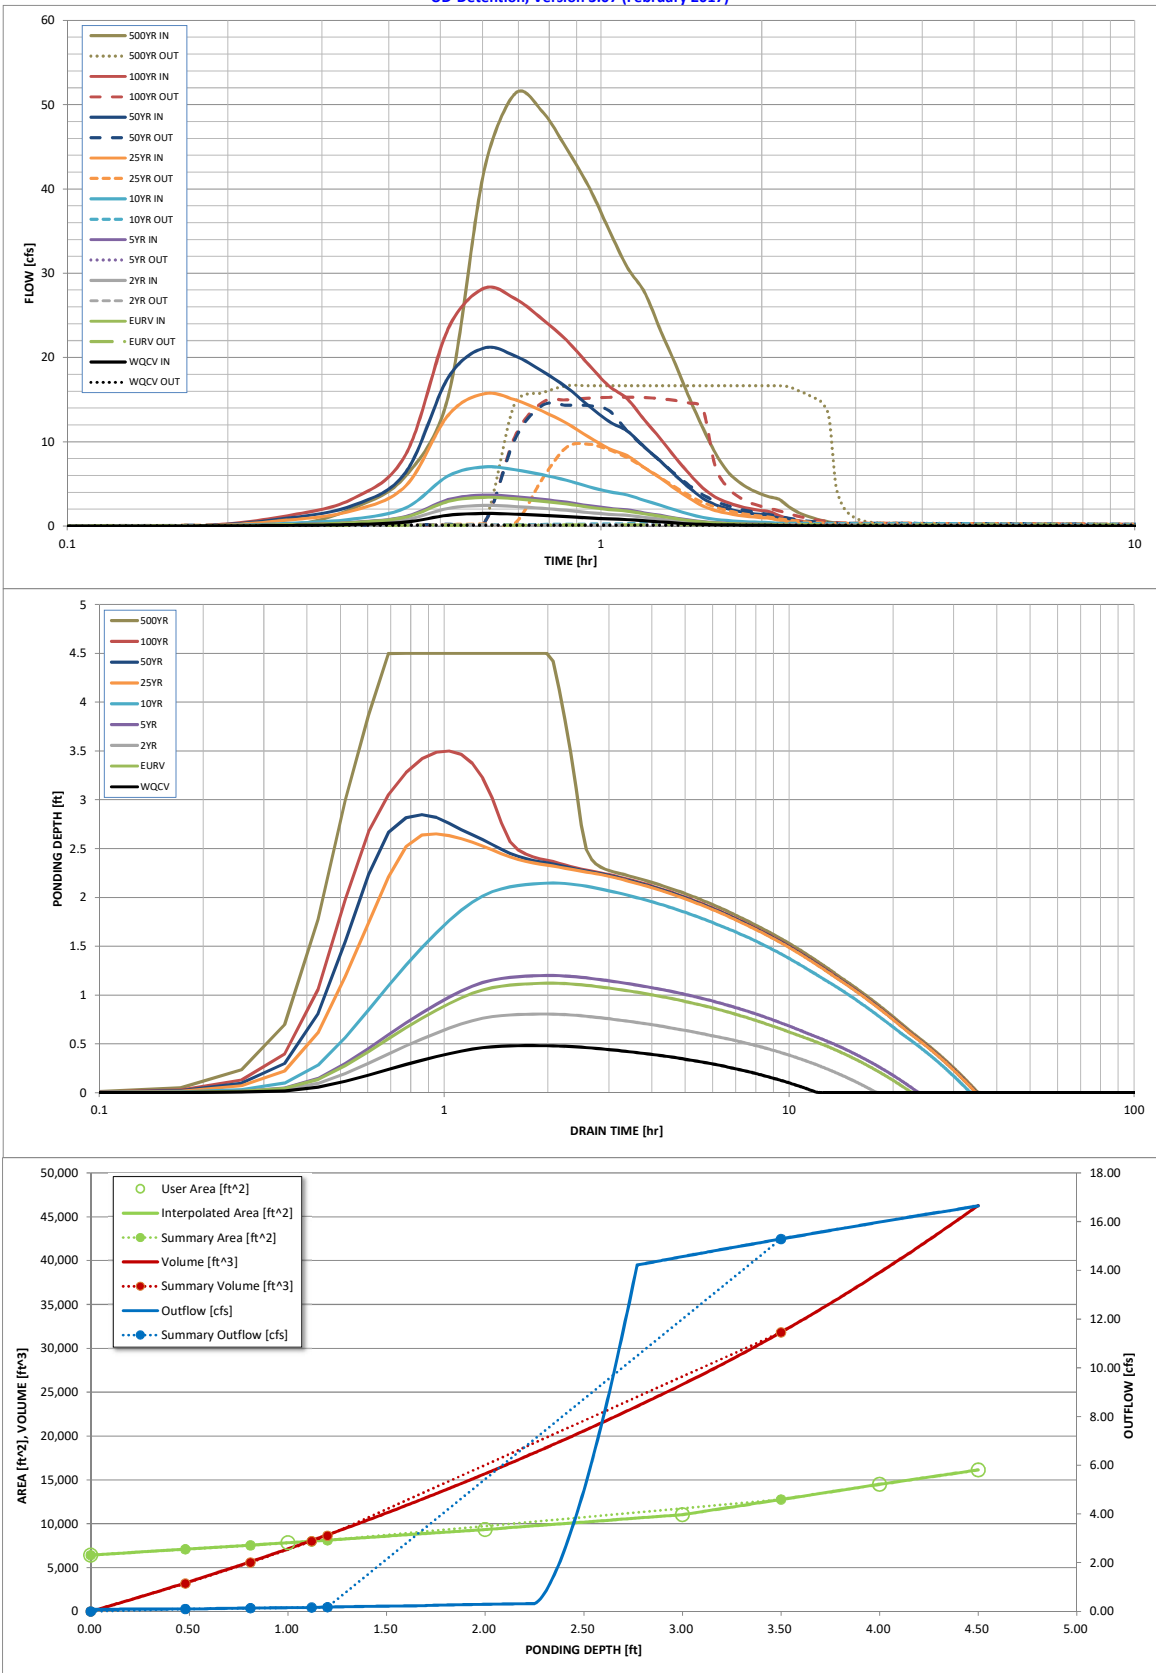 UD-Detention, Version 3.07 (February 2017)
60
50
40
30
20
10
0
FLOW [cfs]
500YR IN
500YR OUT
100YR IN
100YR OUT
50YR IN
50YR OUT
25YR IN
25YR OUT
10YR IN
10YR OUT
5YR IN
5YR OUT
2YR IN
2YR OUT
EURV IN
EURV OUT
WQCV IN
WQCV OUT
0.1
1
10
TIME [hr]
5
4.5
4
3.5
3
2.5
2
1.5
1
0.5
0
PONDING DEPTH [ft]
500YR
100YR
50YR
25YR
10YR
5YR
2YR
EURV
WQCV
0.1
1
10
100
DRAIN TIME [hr]
50,000
45,000
40,000
35,000
30,000
25,000
20,000
15,000
10,000
5,000
0
AREA [ft^2], VOLUME [ft^3]
User Area [ft^2]
Interpolated Area [ft^2]
Summary Area [ft^2]
Volume [ft^3]
Summary Volume [ft^3]
Outflow [cfs]
Summary Outflow [cfs]
18.00
16.00
14.00
12.00
10.00
8.00
6.00
4.00
2.00
0.00
OUTFLOW [cfs]
0.00
0.50
1.00
1.50
2.00
2.50
3.00
3.50
4.00
4.50
5.00
PONDING DEPTH [ft]